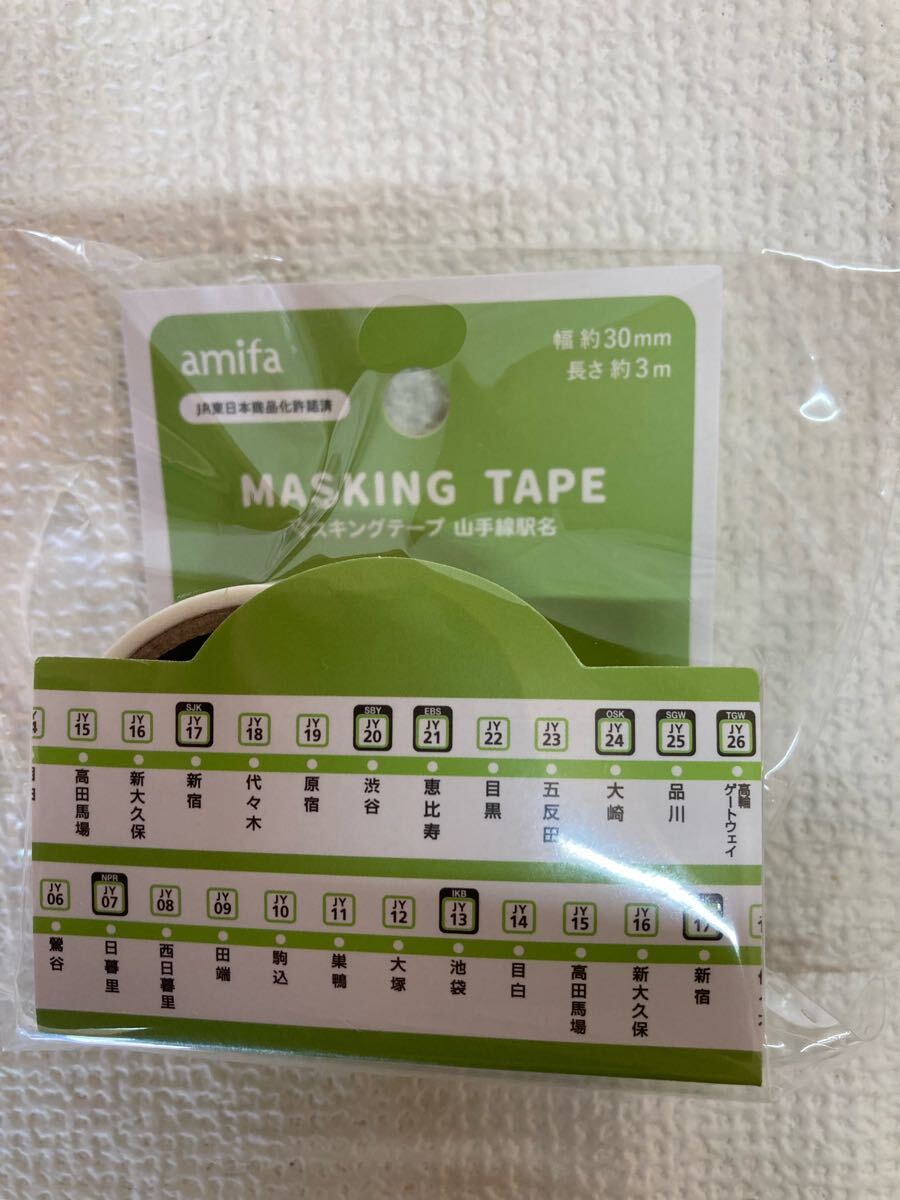 amifa
幅 約30mm
長さ 約3m
JR東日本商品化許諾済
MASKING TAPE
マスキングテープ 山手線駅名
SJK SBY EBS OSK SGW TGW
JY 15 JY 16 JY 17 JY 18 JY 19 JY 20 JY 21 JY 22 JY 23 JY 24 JY 25 JY 26
高田馬場 新大久保 新宿 代々木 原宿 渋谷 恵比寿 目黒 五反田 大崎 品川 高輪ゲートウェイ
NPR IKB
JY 06 JY 07 JY 08 JY 09 JY 10 JY 11 JY 12 JY 13 JY 14 JY 15 JY 16 JY 17
鶯谷 日暮里 西日暮里 田端 駒込 巣鴨 大塚 池袋 目白 高田馬場 新大久保 新宿